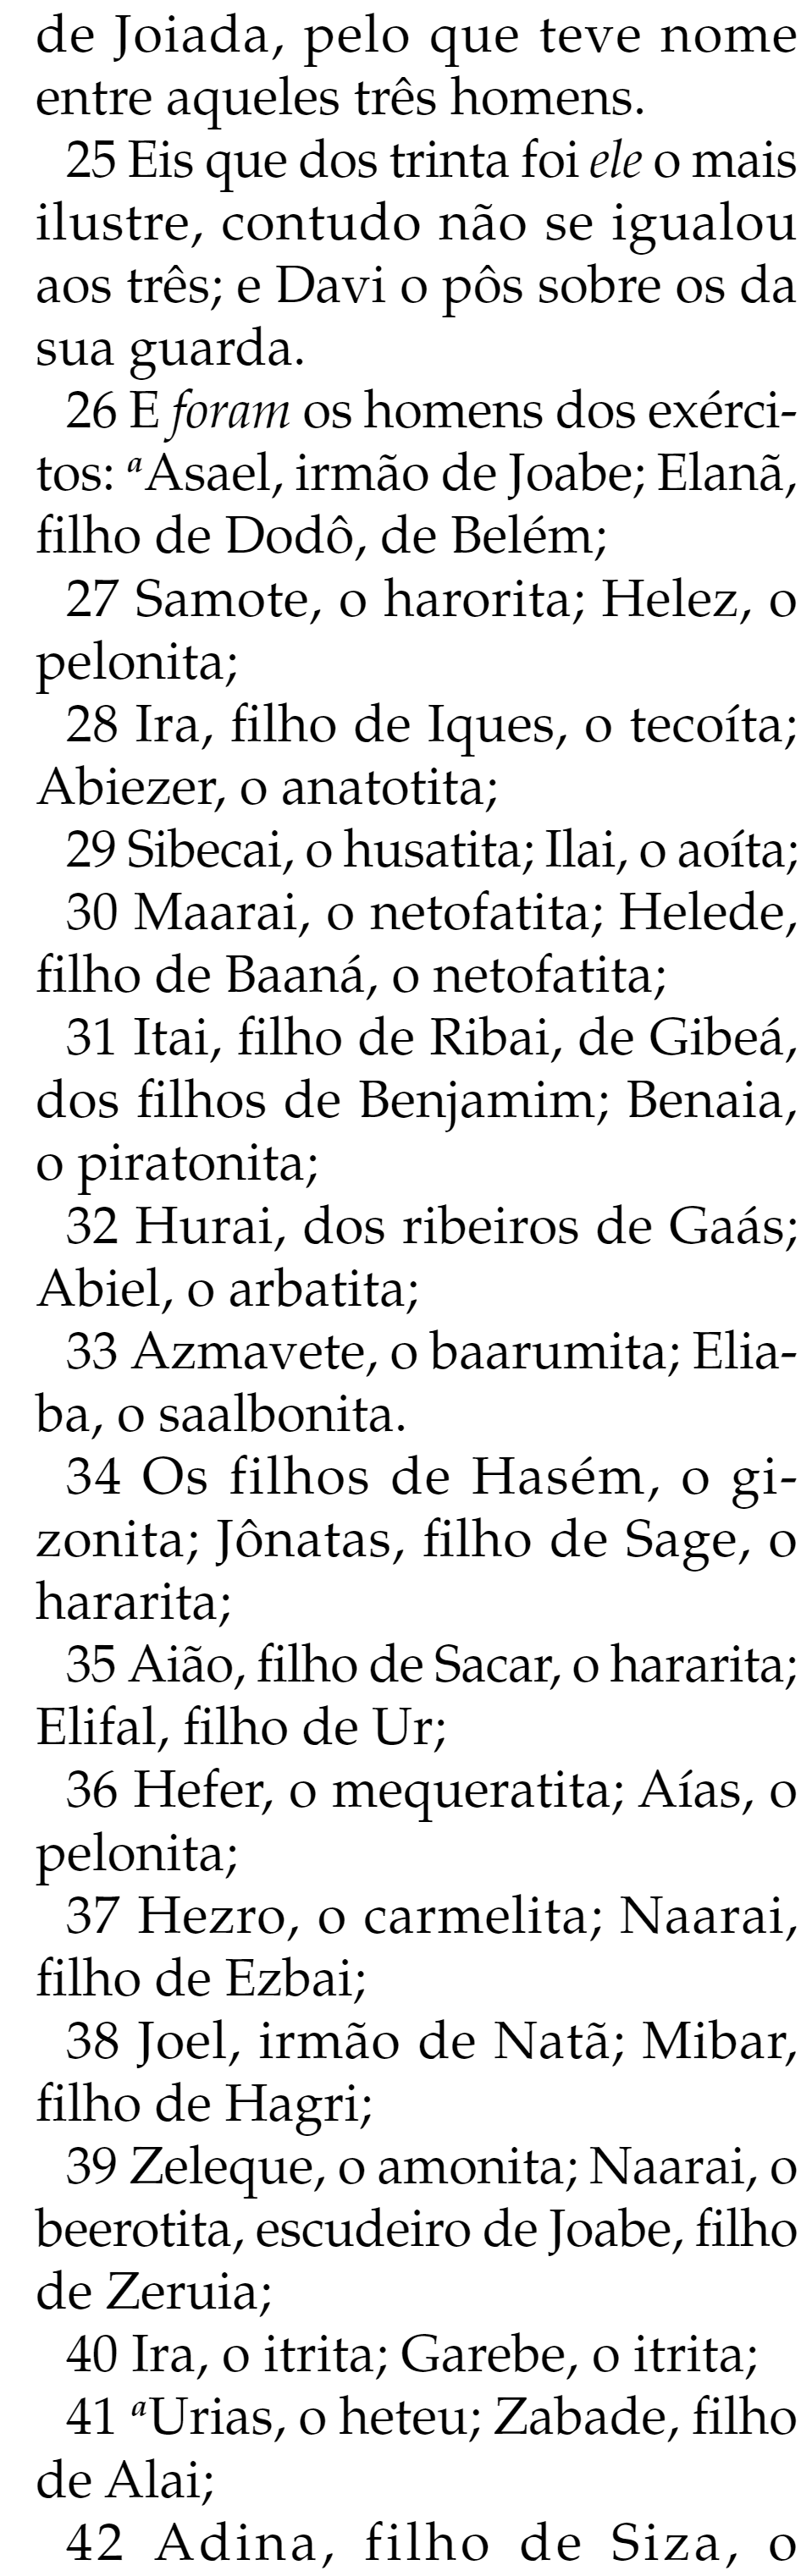 de Joiada, pelo que teve nome
entre aqueles três homens.
25 Eis que dos trinta foi ele o mais
ilustre, contudo não se igualou
aos três; e Davi o pôs sobre os da
sua guarda.
26 E foram os homens dos exérci-
tos: aAsael, irmão de Joabe; Elanã,
filho de Dodô, de Belém;
27 Samote, o harorita; Helez, o
pelonita;
28 Ira, filho de Iques, o tecoíta;
Abiezer, o anatotita;
29 Sibecai, o husatita; Ilai, o aoíta;
30 Maarai, o netofatita; Helede,
filho de Baaná, o netofatita;
31 Itai, filho de Ribai, de Gibeá,
dos filhos de Benjamim; Benaia,
o piratonita;
32 Hurai, dos ribeiros de Gaás;
Abiel, o arbatita;
33 Azmavete, o baarumita; Elia-
ba, o saalbonita.
34 Os filhos de Hasém, o gi-
zonita; Jônatas, filho de Sage, o
hararita;
35 Aião, filho de Sacar, o hararita;
Elifal, filho de Ur;
36 Hefer, o mequeratita; Aías, o
pelonita;
37 Hezro, o carmelita; Naarai,
filho de Ezbai;
38 Joel, irmão de Natã; Mibar,
filho de Hagri;
39 Zeleque, o amonita; Naarai, o
beerotita, escudeiro de Joabe, filho
de Zeruia;
40 Ira, o itrita; Garebe, o itrita;
41 aUrias, o heteu; Zabade, filho
de Alai;
42 Adina, filho de Siza, o